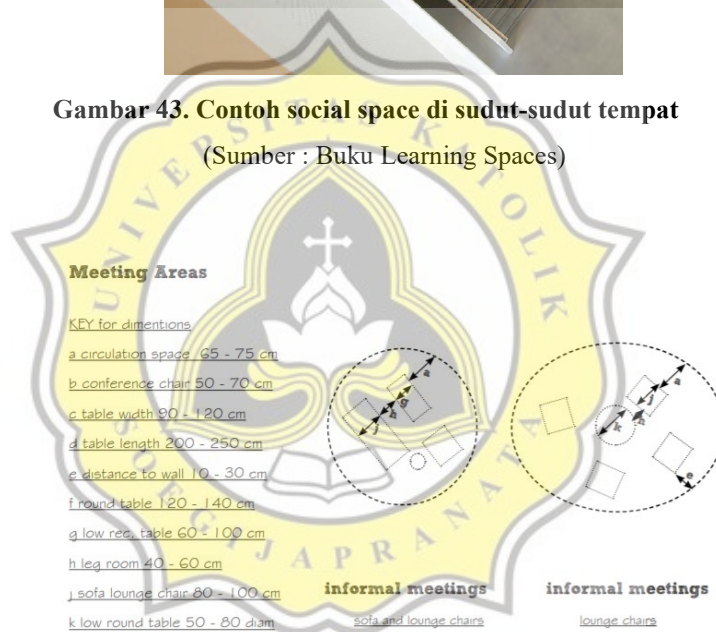 Gambar 43. Contoh social space di sudut-sudut tempat
(Sumber : Buku Learning Spaces)
UNIVERSITAS KATOLIK
SOEGIJAPRANATA
Meeting Areas
KEY for dimentions
a circulation space 65 - 75 cm
b conference chair 50 - 70 cm
c table width 90 - 120 cm
d table length 200 - 250 cm
e distance to wall 10 - 30 cm
f round table 120 - 140 cm
g low rec. table 60 - 100 cm
h leg room 40 - 60 cm
j sofa lounge chair 80 - 100 cm
k low round table 50 - 80 diam
a
g
h
j
a
j
h
k
e
informal meetings
sofa and lounge chairs
informal meetings
lounge chairs